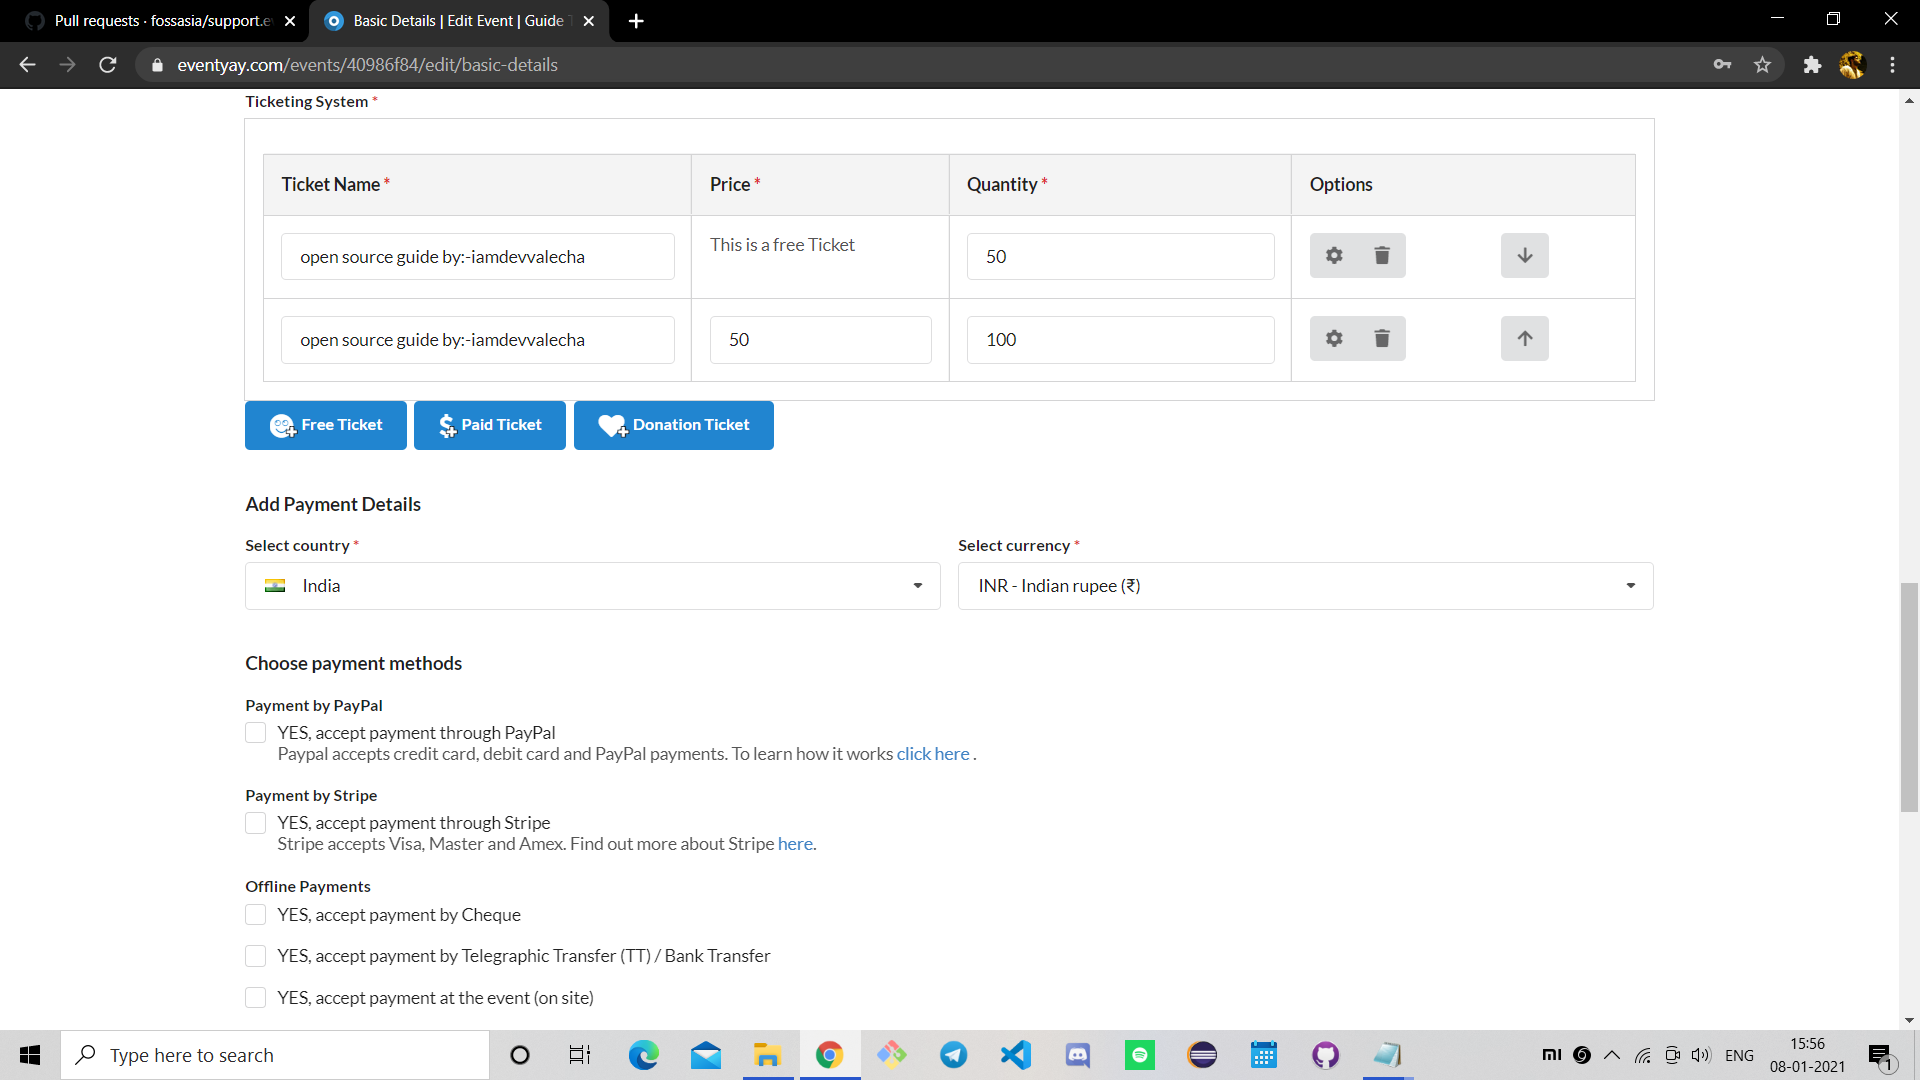 Pull requests · fossasia/support.e
Basic Details | Edit Event | Guide
eventyay.com/events/40986f84/edit/basic-details
Ticketing System *
Ticket Name * Price * Quantity * Options
open source guide by:-iamdevvalecha This is a free Ticket 50
open source guide by:-iamdevvalecha 50 100
Free Ticket Paid Ticket Donation Ticket
Add Payment Details
Select country * Select currency *
India INR - Indian rupee (₹)
Choose payment methods
Payment by PayPal
YES, accept payment through PayPal
Paypal accepts credit card, debit card and PayPal payments. To learn how it works click here .
Payment by Stripe
YES, accept payment through Stripe
Stripe accepts Visa, Master and Amex. Find out more about Stripe here.
Offline Payments
YES, accept payment by Cheque
YES, accept payment by Telegraphic Transfer (TT) / Bank Transfer
YES, accept payment at the event (on site)
Type here to search
ENG
15:56
08-01-2021
1